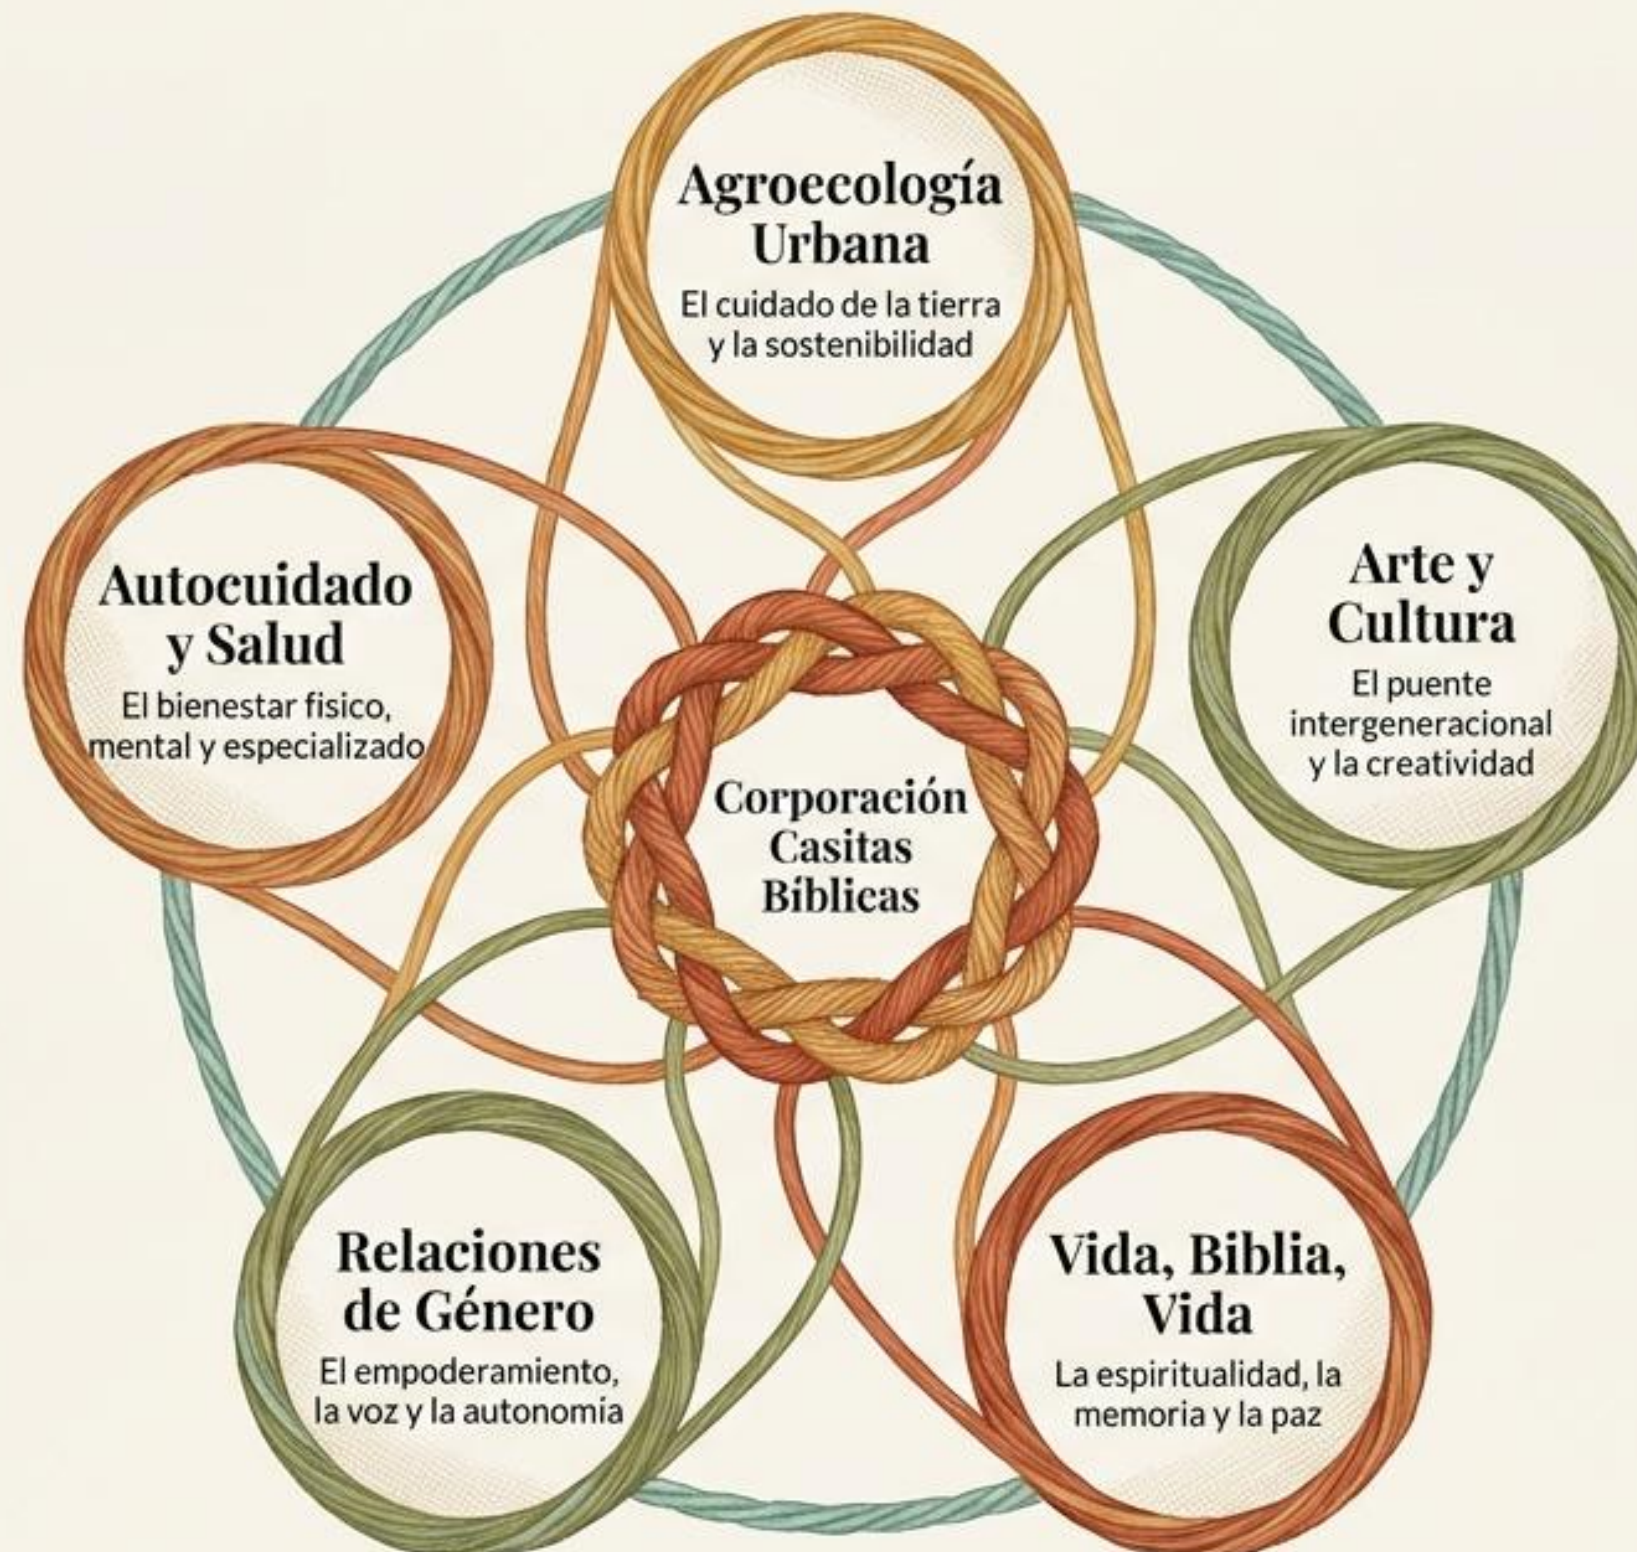 Agroecología
Urbana
El cuidado de la tierra
y la sostenibilidad
Autocuidado
y Salud
El bienestar fisico,
mental y especializado
Arte y
Cultura
El puente
intergeneracional
y la creatividad
Corporación
Casitas
Bíblicas
Relaciones
de Género
El empoderamiento,
la voz y la autonomía
Vida, Biblia,
Vida
La espiritualidad, la
memoria y la paz